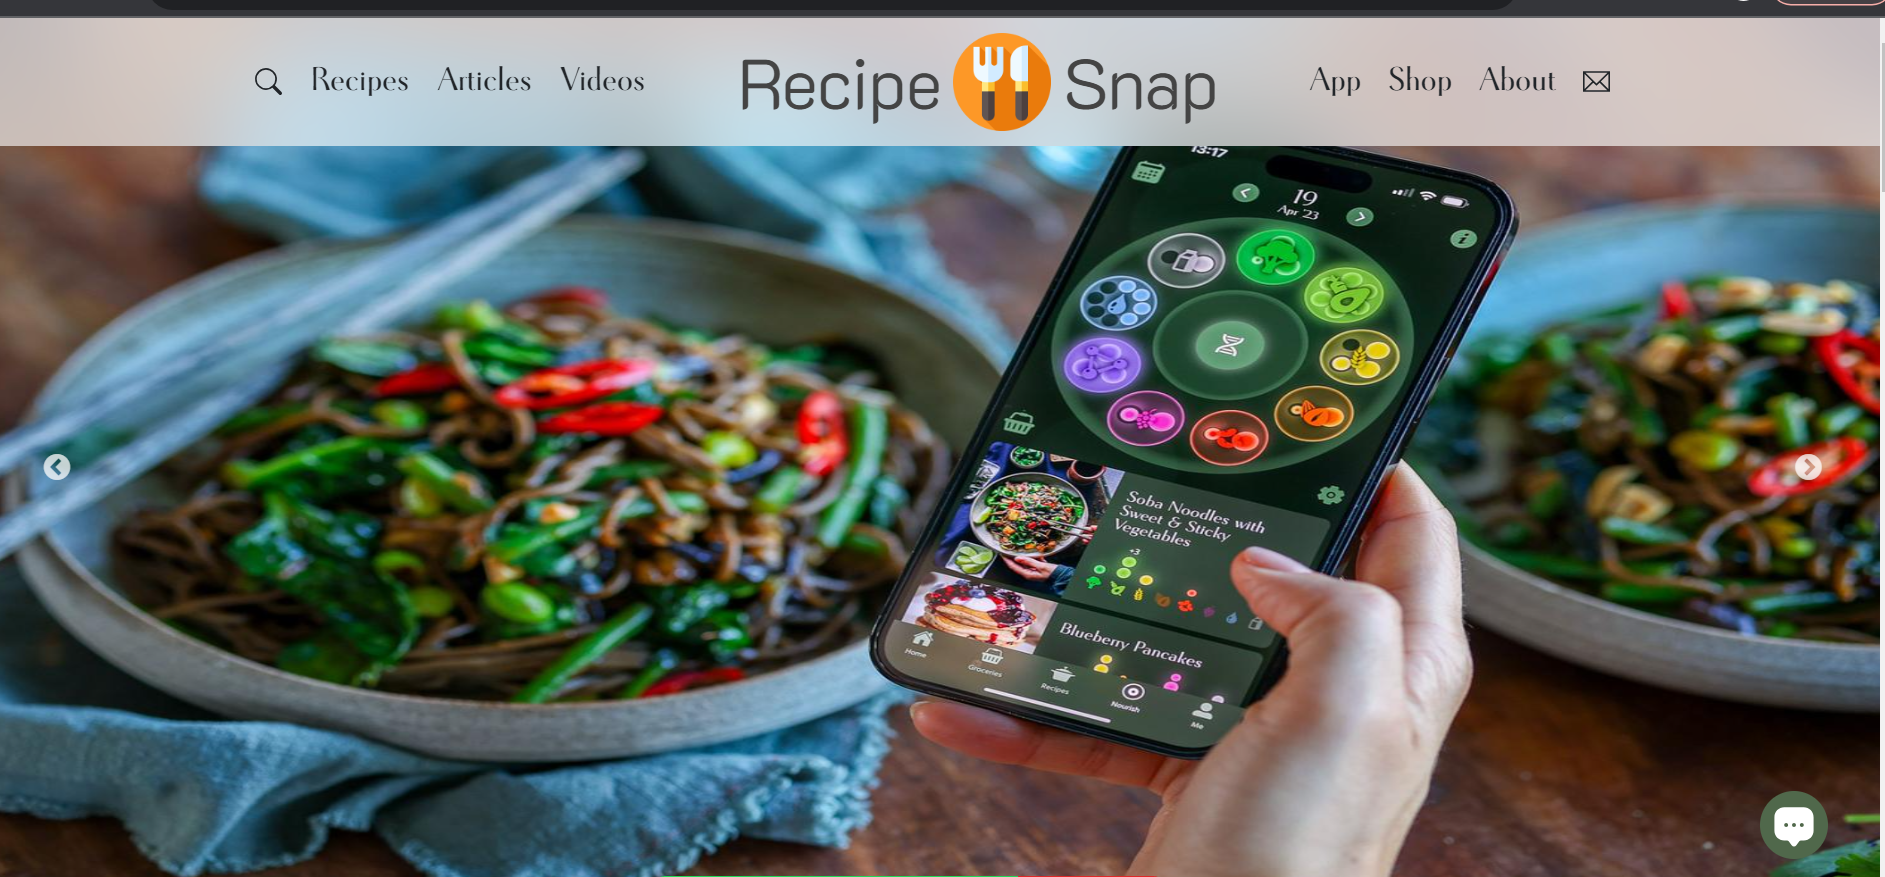 Recipes Articles Videos
Recipe Snap
App Shop About
13:17
19
Apr '23
Soba Noodles with
Sweet & Sticky
Vegetables
+3
Blueberry Pancakes
Home
Groceries
Recipes
Nourish
Me